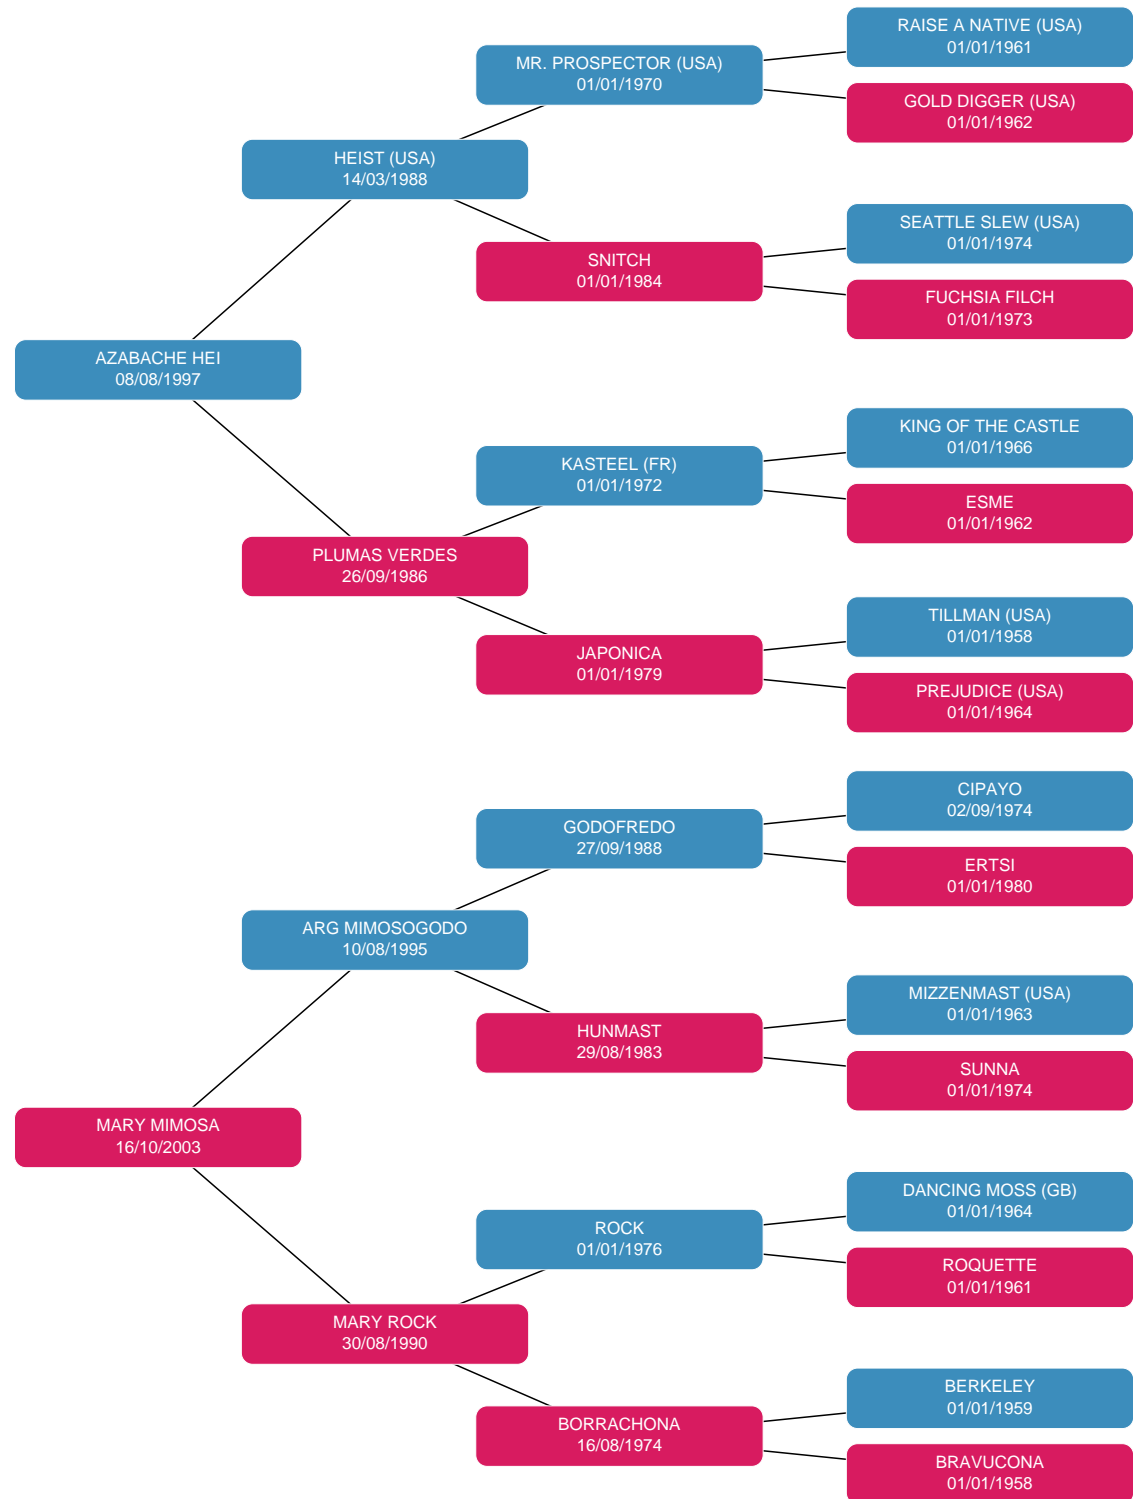 RAISE A NATIVE (USA)
01/01/1961
MR. PROSPECTOR (USA)
01/01/1970
GOLD DIGGER (USA)
01/01/1962
HEIST (USA)
14/03/1988
SEATTLE SLEW (USA)
01/01/1974
SNITCH
01/01/1984
FUCHSIA FILCH
01/01/1973
AZABACHE HEI
08/08/1997
KING OF THE CASTLE
01/01/1966
KASTEEL (FR)
01/01/1972
ESME
01/01/1962
PLUMAS VERDES
26/09/1986
TILLMAN (USA)
01/01/1958
JAPONICA
01/01/1979
PREJUDICE (USA)
01/01/1964
CIPAYO
02/09/1974
GODOFREDO
27/09/1988
ERTSI
01/01/1980
ARG MIMOSOGODO
10/08/1995
MIZZENMAST (USA)
01/01/1963
HUNMAST
29/08/1983
SUNNA
01/01/1974
MARY MIMOSA
16/10/2003
DANCING MOSS (GB)
01/01/1964
ROCK
01/01/1976
ROQUETTE
01/01/1961
MARY ROCK
30/08/1990
BERKELEY
01/01/1959
BORRACHONA
16/08/1974
BRAVUCONA
01/01/1958